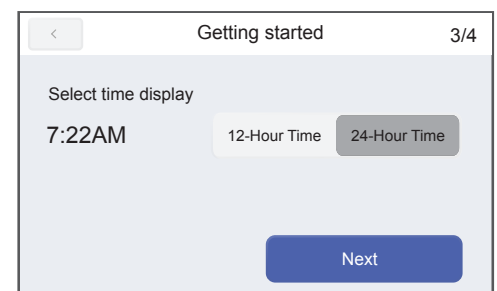 < Getting started 3/4
Select time display
7:22AM 12-Hour Time 24-Hour Time
Next